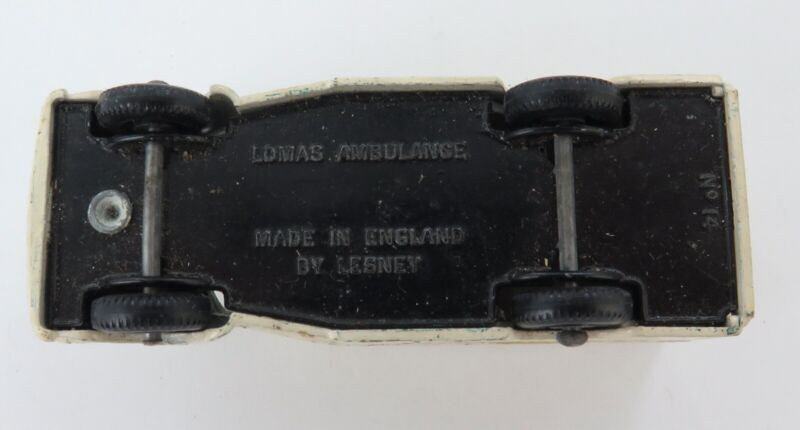 LOMAS AMBULANCE
MADE IN ENGLAND
BY LESNEY
No 14